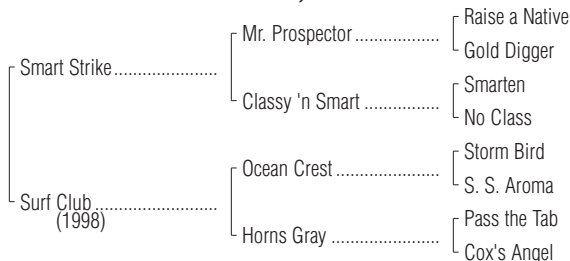 Raise a Native
Mr. Prospector ..................
Gold Digger
Smart Strike......................
Smarten
Classy 'n Smart ................
No Class
Storm Bird
Ocean Crest ......................
S. S. Aroma
Surf Club ..........................
(1998)
Pass the Tab
Horns Gray .......................
Cox's Angel